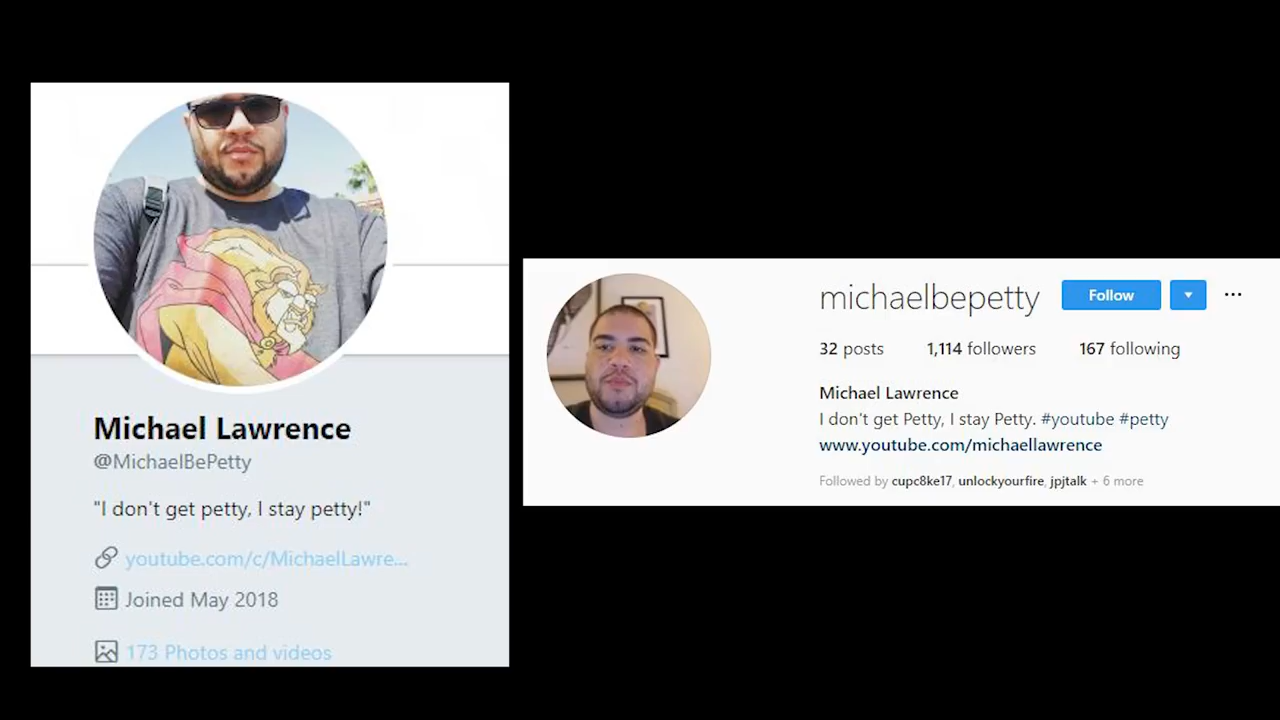 Michael Lawrence
@MichaelBePetty
"I don't get petty, I stay petty!"
youtube.com/c/MichaelLawre...
Joined May 2018
173 Photos and videos
michaelbepetty Follow ...
32 posts 1,114 followers 167 following
Michael Lawrence
I don't get Petty, I stay Petty. #youtube #petty
www.youtube.com/michaellawrence
Followed by cupc8ke17, unlockyourfire, jpjtalk + 6 more